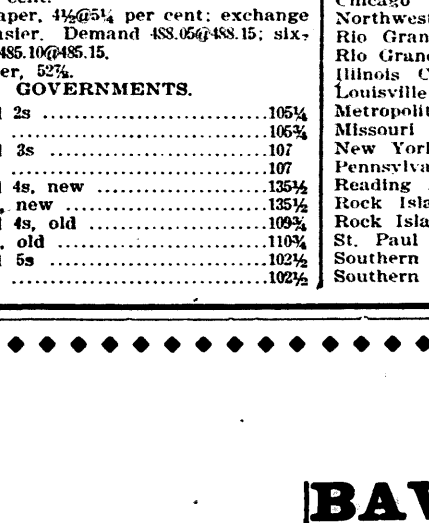 aper, 4½@5¼ per cent; exchange
asier. Demand 488.05@488.15; six-
485.10@485.15.
er, 52⅞.
GOVERNMENTS.
2s ............................105¼
............................105¾
3s ............................107
............................107
4s, new ......................135½
, new .........................135½
4s, old .......................109¾
, old .........................110¾
5s ............................102½
............................102½
Chicago
Northwest
Rio Gran
Rio Grand
Illinois C
Louisville
Metropolit
Missouri
New York
Pennsylva
Reading
Rock Isla
Rock Isla
St. Paul
Southern
Southern
BAV